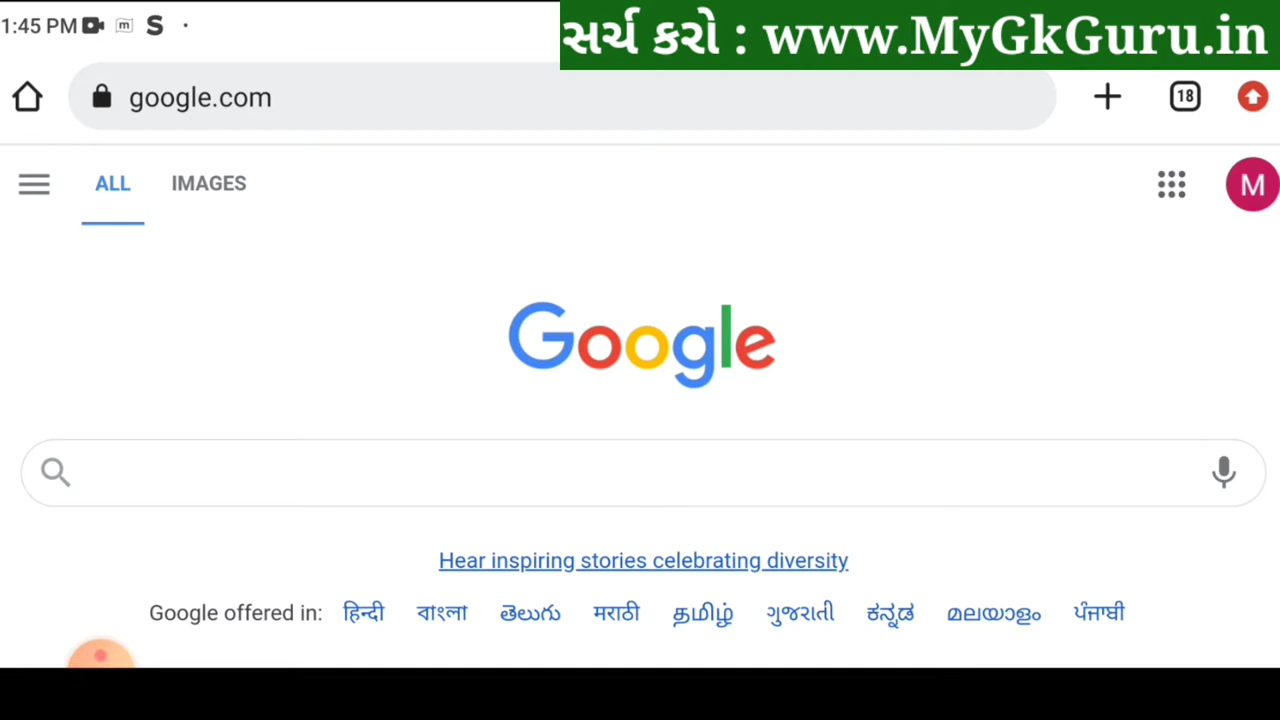 1:45 PM m S
સર્ચ કરો : www.MyGkGuru.in
google.com
18
ALL IMAGES
M
Google
Hear inspiring stories celebrating diversity
Google offered in: हिन्दी বাংলা తెలుగు मराठी தமிழ் ગુજરાતી ಕನ್ನಡ മലയാളം ਪੰਜਾਬੀ